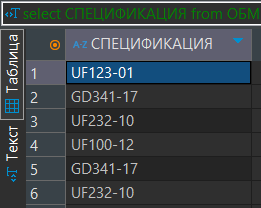 select СПЕЦИФИКАЦИЯ from ОБМ
Таблица
Текст
A-Z СПЕЦИФИКАЦИЯ
1 UF123-01
2 GD341-17
3 UF232-10
4 UF100-12
5 GD341-17
6 UF232-10